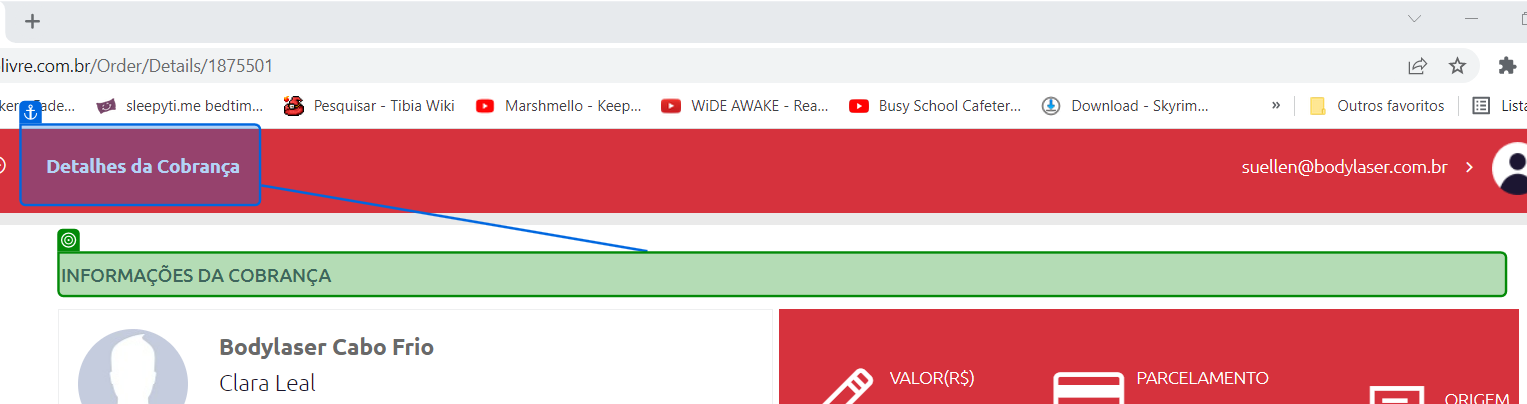 livre.com.br/Order/Details/1875501
sleepyti.me bedtim...
Pesquisar - Tibia Wiki
Marshmello - Keep...
WiDE AWAKE - Rea...
Busy School Cafeter...
Download - Skyrim...
»
Outros favoritos
Lista
Detalhes da Cobrança
suellen@bodylaser.com.br
INFORMAÇÕES DA COBRANÇA
Bodylaser Cabo Frio
Clara Leal
VALOR(R$)
PARCELAMENTO
ORIGEM